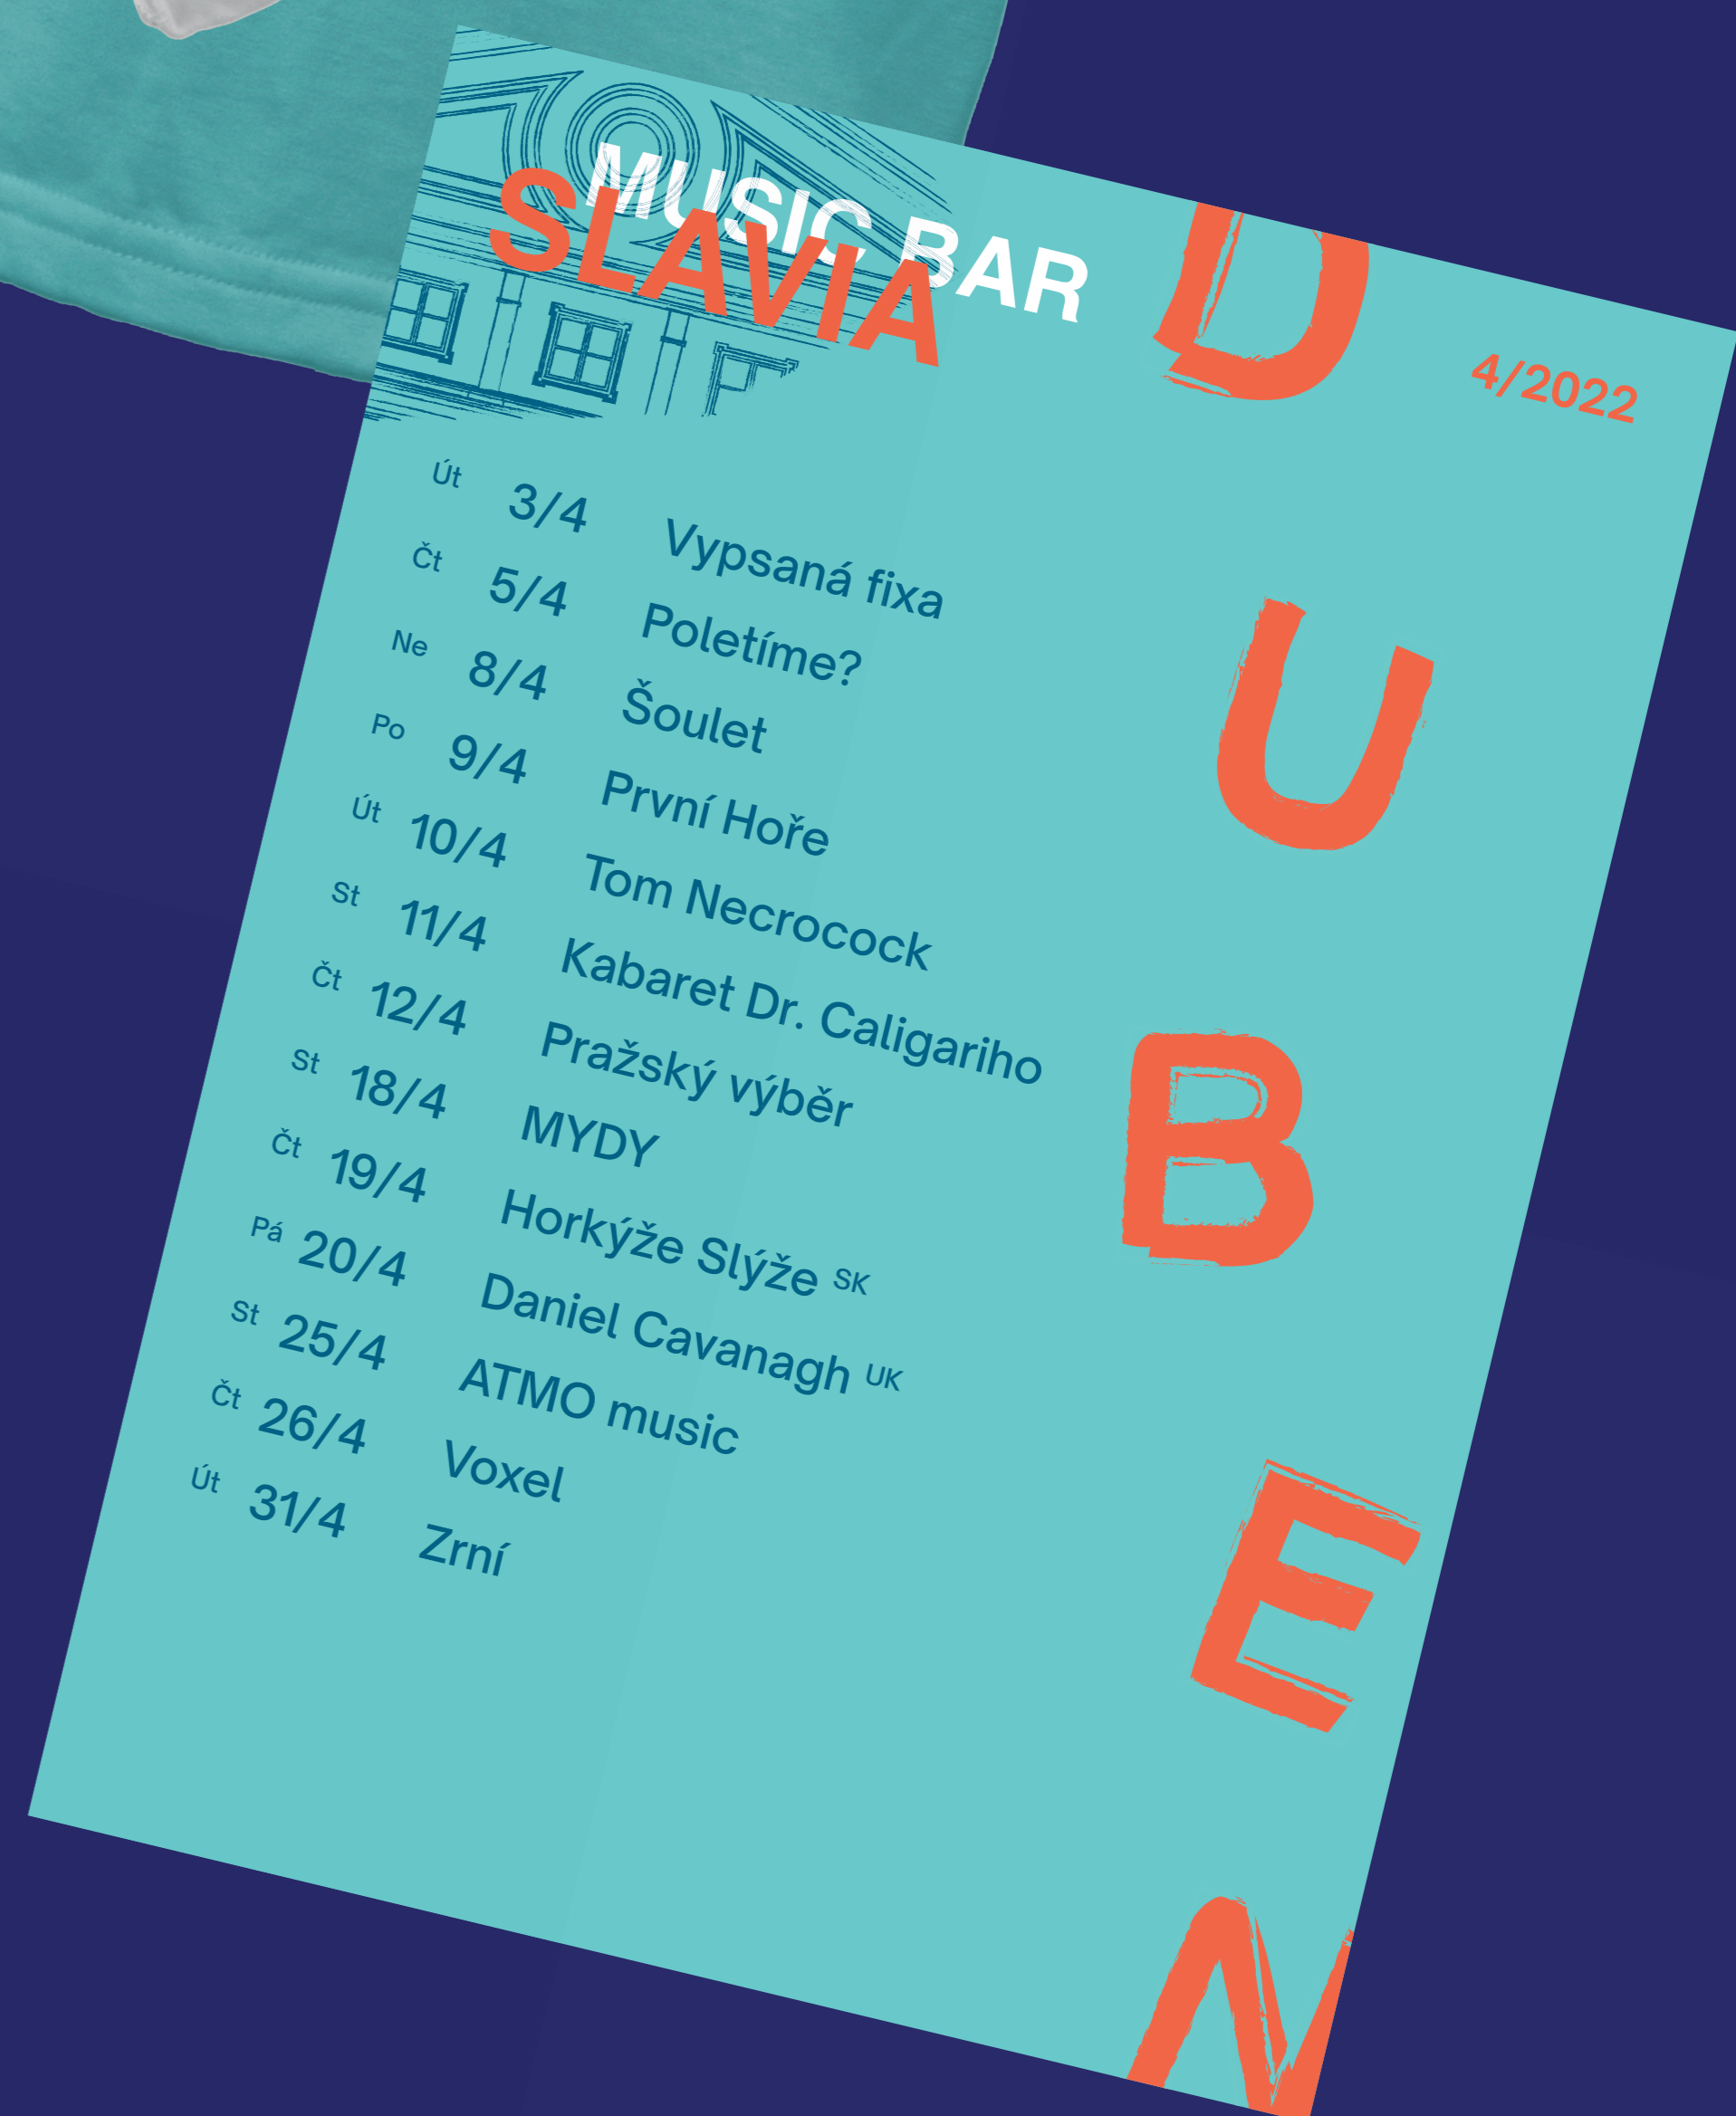 MUSIC BAR
SLAVIA
4/2022
Út 3/4 Vypsaná fixa
Čt 5/4 Poletíme?
Ne 8/4 Šoulet
Po 9/4 První Hoře
Út 10/4 Tom Necrocock
St 11/4 Kabaret Dr. Caligariho
Čt 12/4 Pražský výběr
St 18/4 MYDY
Čt 19/4 Horkýže Slýže SK
Pá 20/4 Daniel Cavanagh UK
St 25/4 ATMO music
Čt 26/4 Voxel
Út 31/4 Zrní
D
U
B
E
N